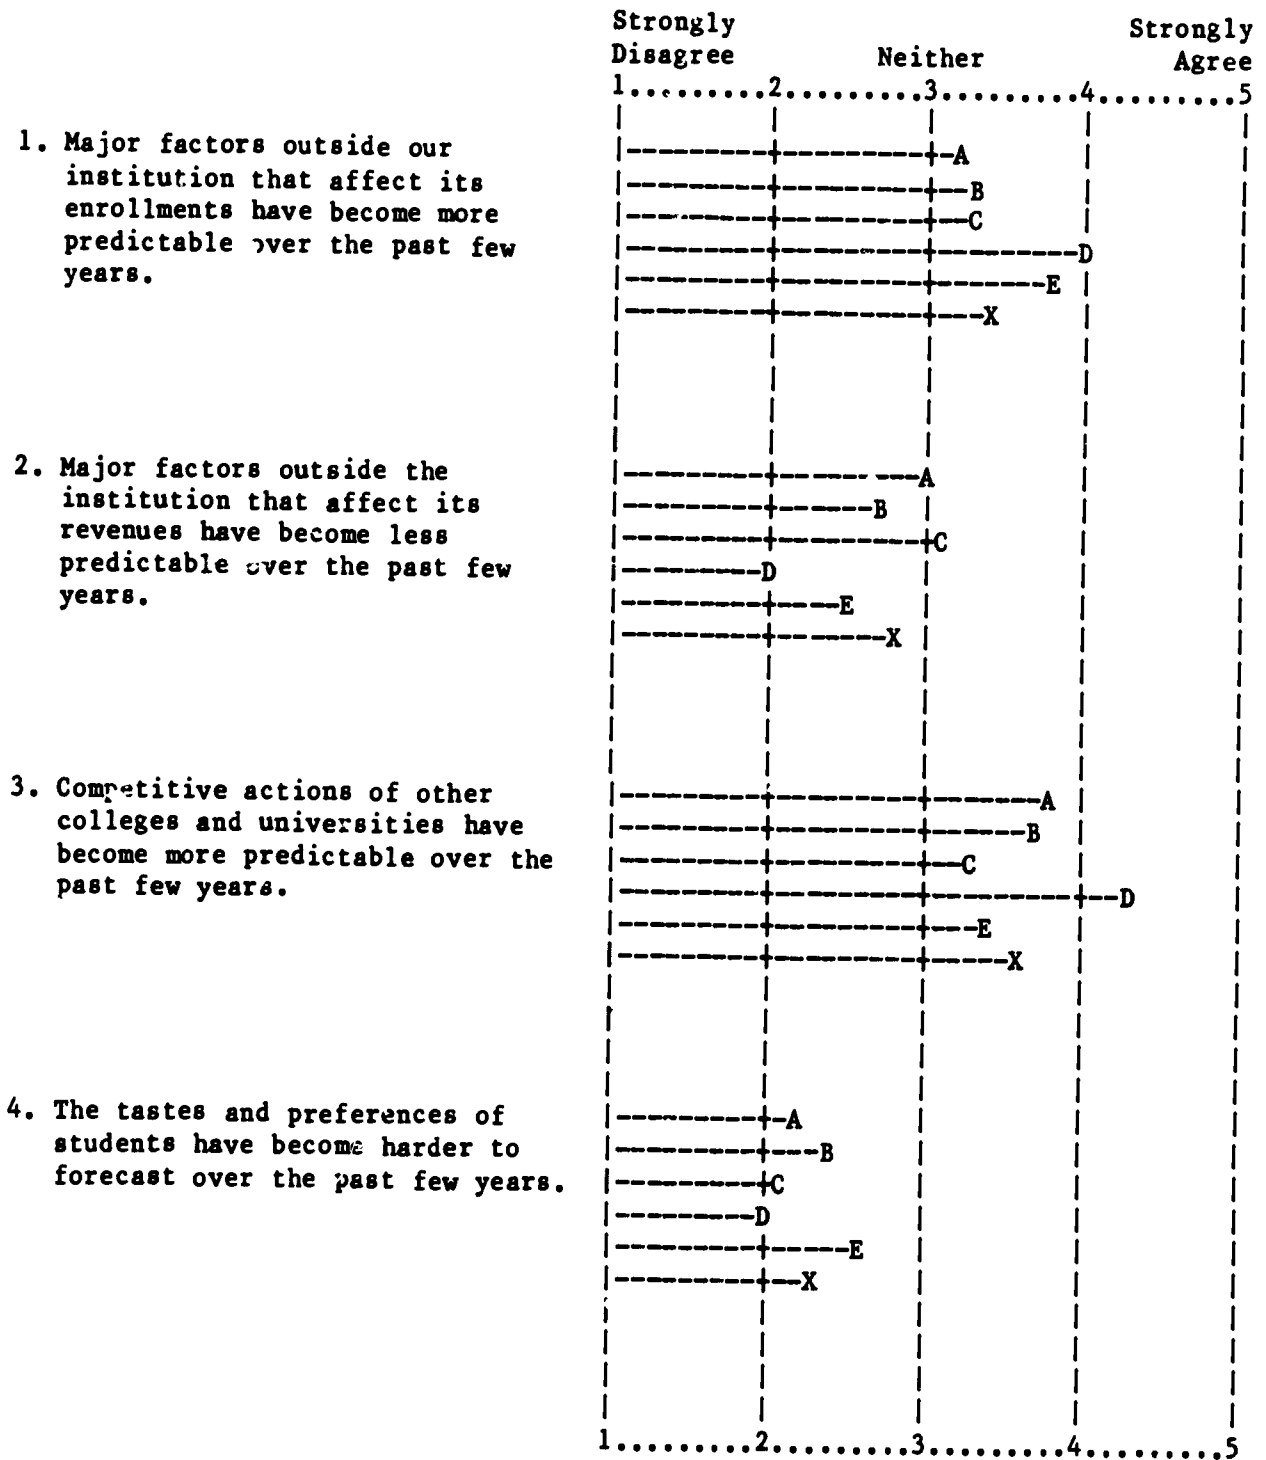 Strongly Disagree Neither Strongly Agree
1.........2.........3.........4.........5
1. Major factors outside our
institution that affect its
enrollments have become more
predictable over the past few
years.
---------+---------+-A
---------+---------+--B
---------+---------+--C
---------+---------+---------D
---------+---------+-------E
---------+---------+---X
2. Major factors outside the
institution that affect its
revenues have become less
predictable over the past few
years.
---------+---------A
---------+------B
---------+---------+C
---------D
---------+----E
---------+-------X
3. Competitive actions of other
colleges and universities have
become more predictable over the
past few years.
---------+---------+-------A
---------+---------+------B
---------+---------+--C
---------+---------+---------+--D
---------+---------+---E
---------+---------+-----X
4. The tastes and preferences of
students have become harder to
forecast over the past few years.
---------+-A
---------+---B
---------+C
---------D
---------+-----E
---------+--X
1.........2.........3.........4.........5